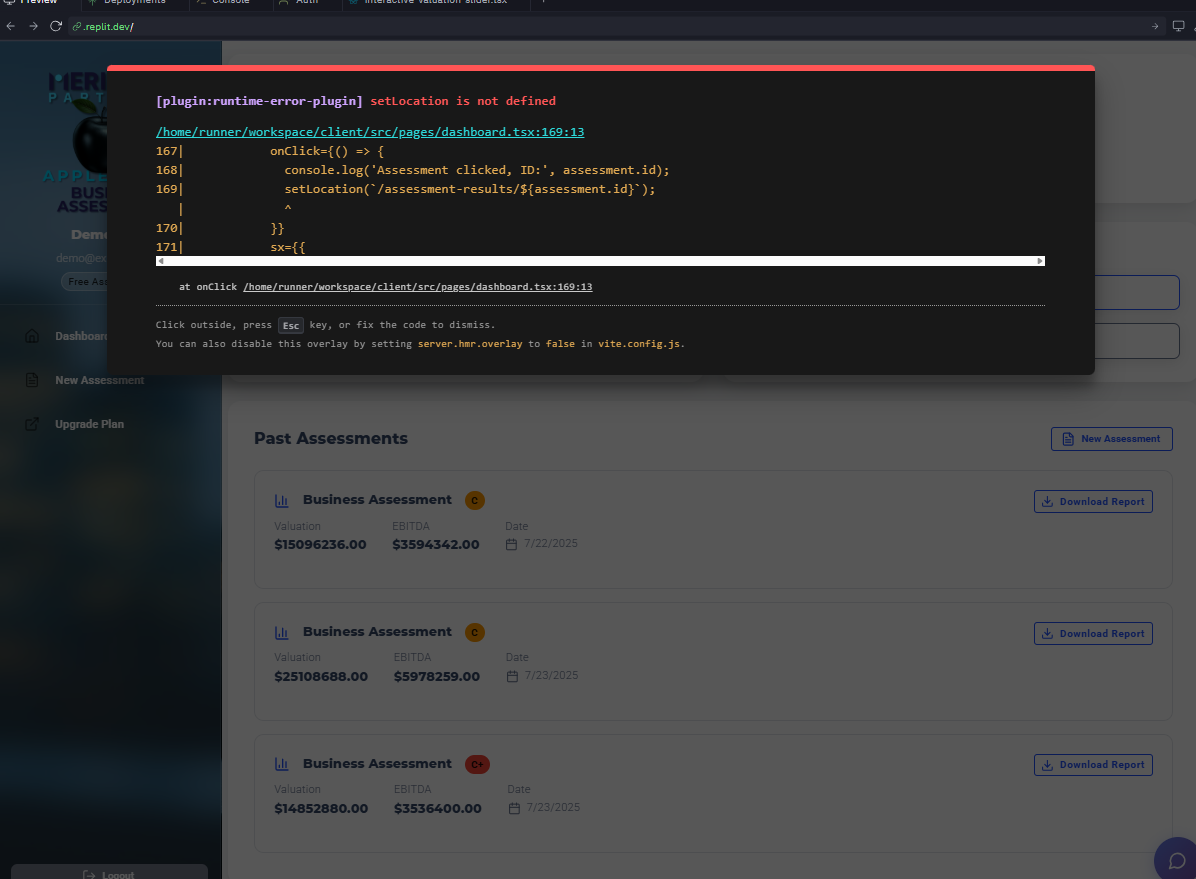 Preview Deployments Console Auth interactive-valuation-slider.tsx
.replit.dev/
MERI
PART
[plugin:runtime-error-plugin] setLocation is not defined
/home/runner/workspace/client/src/pages/dashboard.tsx:169:13
167| onClick={() => {
168| console.log('Assessment clicked, ID:', assessment.id);
169| setLocation(`/assessment-results/${assessment.id}`);
| ^
170| }}
171| sx={{
at onClick /home/runner/workspace/client/src/pages/dashboard.tsx:169:13
Click outside, press Esc key, or fix the code to dismiss.
You can also disable this overlay by setting server.hmr.overlay to false in vite.config.js.
APPLE
BUSI
ASSES
Demo
demo@ex
Free Ass
Dashboard
New Assessment
Upgrade Plan
Logout
Past Assessments
New Assessment
Business Assessment C
Download Report
Valuation EBITDA Date
$15096236.00 $3594342.00 7/22/2025
Business Assessment C
Download Report
Valuation EBITDA Date
$25108688.00 $5978259.00 7/23/2025
Business Assessment C+
Download Report
Valuation EBITDA Date
$14852880.00 $3536400.00 7/23/2025